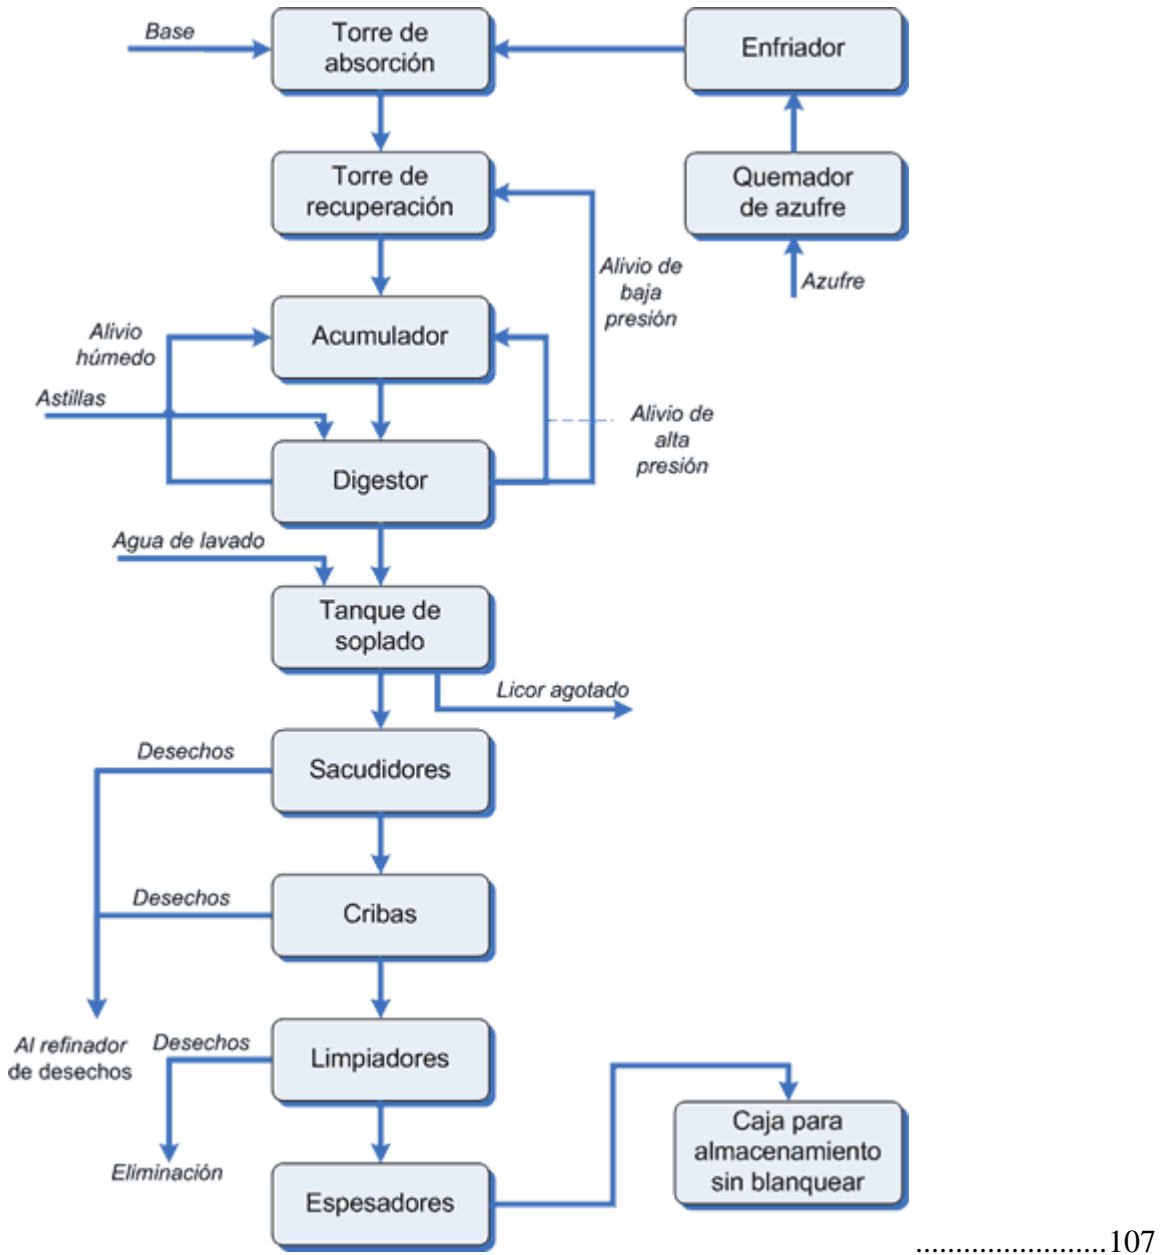 Base
Torre de
absorción
Enfriador
Torre de
recuperación
Quemador
de azufre
Alivio de
baja
presión
Azufre
Alivio
húmedo
Acumulador
Astillas
Alivio de
alta
presión
Digestor
Agua de lavado
Tanque de
soplado
Licor agotado
Desechos
Sacudidores
Desechos
Cribas
Al refinador
de desechos
Desechos
Limpiadores
Eliminación
Caja para
almacenamiento
sin blanquear
Espesadores
........................107